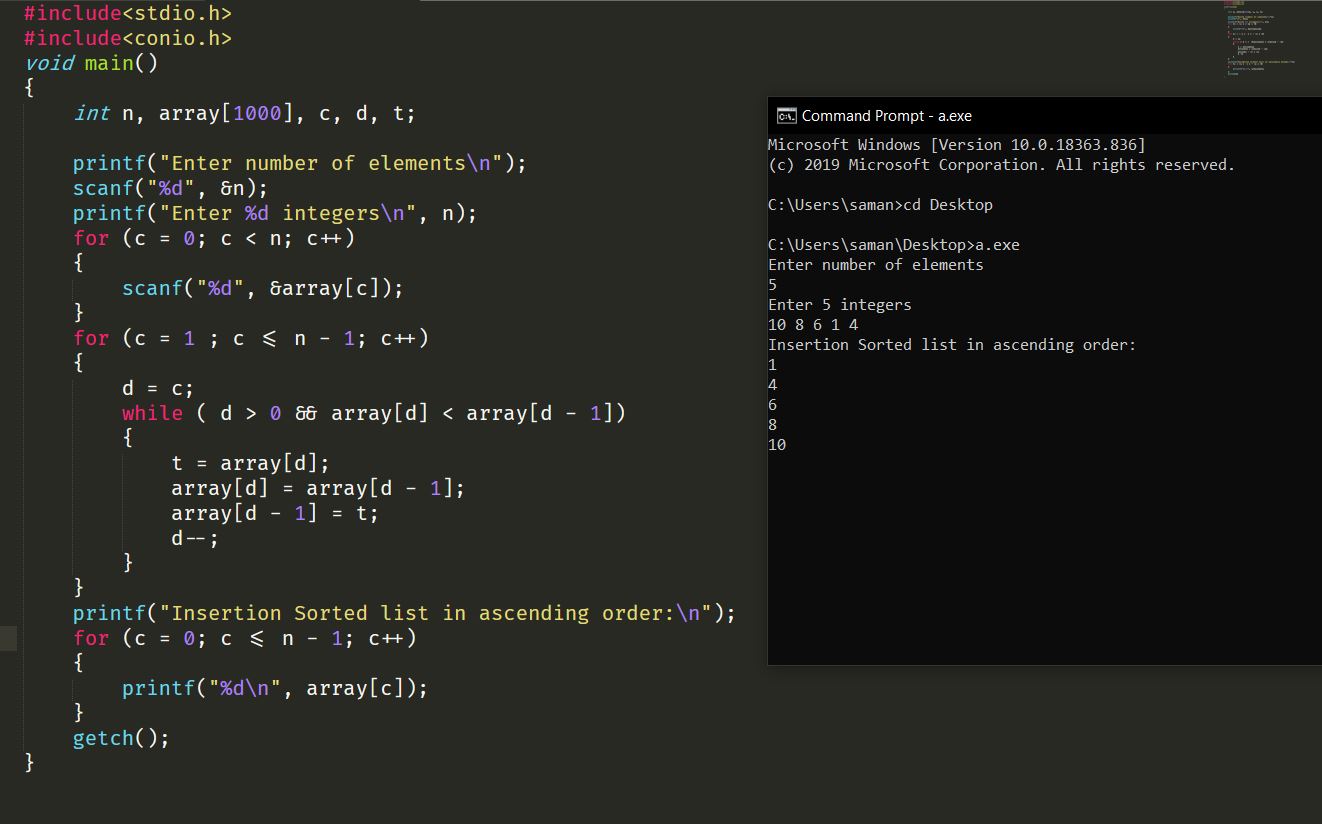 #include<stdio.h>
#include<conio.h>
void main()
{
    int n, array[1000], c, d, t;

    printf("Enter number of elements\n");
    scanf("%d", &n);
    printf("Enter %d integers\n", n);
    for (c = 0; c < n; c++)
    {
        scanf("%d", &array[c]);
    }
    for (c = 1 ; c <= n - 1; c++)
    {
        d = c;
        while ( d > 0 && array[d] < array[d - 1])
        {
            t = array[d];
            array[d] = array[d - 1];
            array[d - 1] = t;
            d--;
        }
    }
    printf("Insertion Sorted list in ascending order:\n");
    for (c = 0; c <= n - 1; c++)
    {
        printf("%d\n", array[c]);
    }
    getch();
}
Command Prompt - a.exe
Microsoft Windows [Version 10.0.18363.836]
(c) 2019 Microsoft Corporation. All rights reserved.

C:\Users\saman>cd Desktop

C:\Users\saman\Desktop>a.exe
Enter number of elements
5
Enter 5 integers
10 8 6 1 4
Insertion Sorted list in ascending order:
1
4
6
8
10